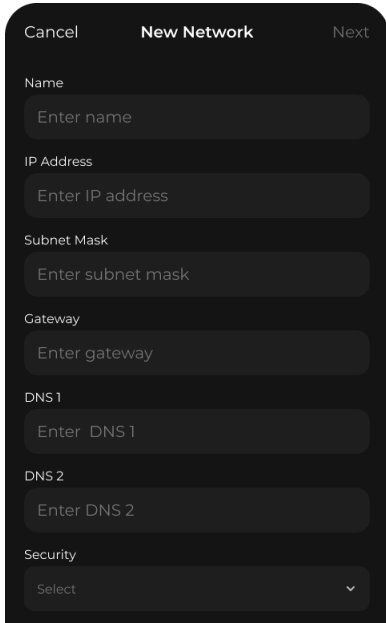 Cancel New Network Next
Name
Enter name
IP Address
Enter IP address
Subnet Mask
Enter subnet mask
Gateway
Enter gateway
DNS 1
Enter  DNS 1
DNS 2
Enter DNS 2
Security
Select